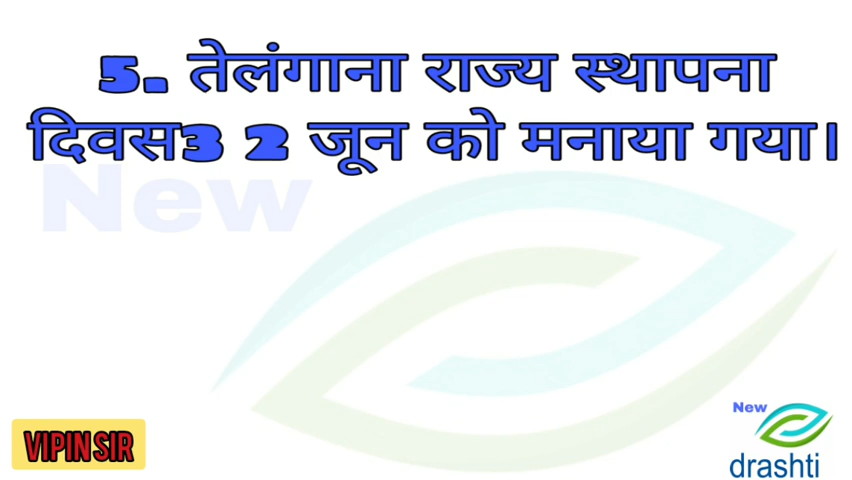 5. तेलंगाना राज्य स्थापना
दिवस3 2 जून को मनाया गया।
New
VIPIN SIR
New
drashti